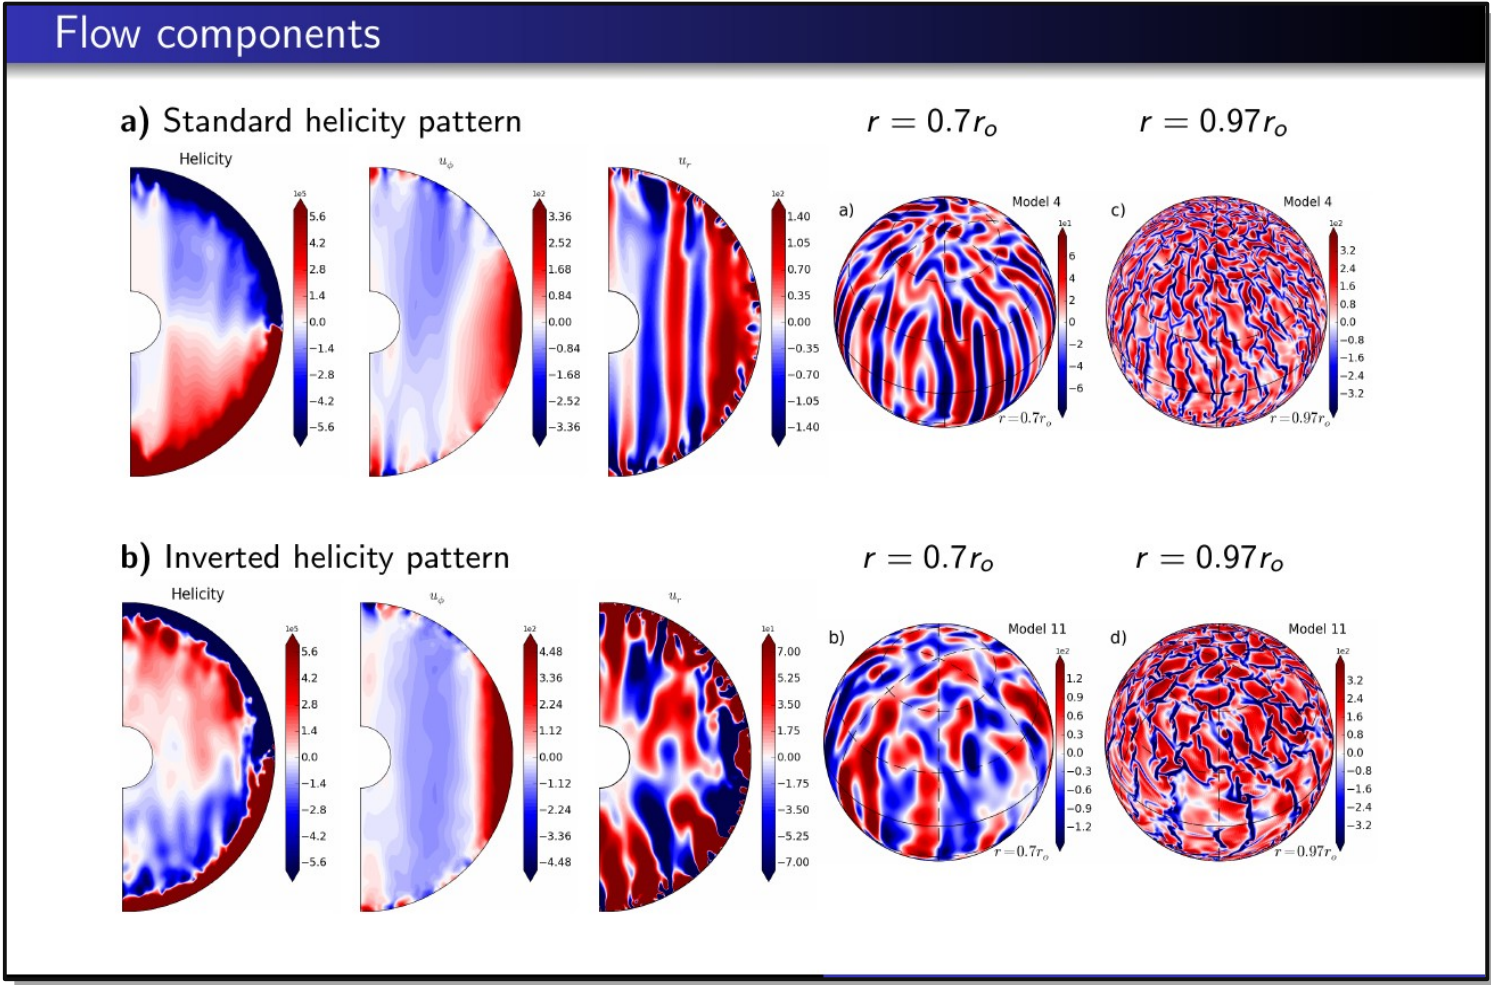 Flow components
a) Standard helicity pattern
r = 0.7rₒ
r = 0.97rₒ
Helicity
1e5
5.6
4.2
2.8
1.4
0.0
−1.4
−2.8
−4.2
−5.6
u_ϕ
1e2
3.36
2.52
1.68
0.84
0.00
−0.84
−1.68
−2.52
−3.36
u_r
1e2
1.40
1.05
0.70
0.35
0.00
−0.35
−0.70
−1.05
−1.40
a)
Model 4
1e1
6
4
2
0
−2
−4
−6
r=0.7rₒ
c)
Model 4
1e2
3.2
2.4
1.6
0.8
0.0
−0.8
−1.6
−2.4
−3.2
r=0.97rₒ
b) Inverted helicity pattern
r = 0.7rₒ
r = 0.97rₒ
Helicity
1e5
5.6
4.2
2.8
1.4
0.0
−1.4
−2.8
−4.2
−5.6
u_ϕ
1e2
4.48
3.36
2.24
1.12
0.00
−1.12
−2.24
−3.36
−4.48
u_r
1e1
7.00
5.25
3.50
1.75
0.00
−1.75
−3.50
−5.25
−7.00
b)
Model 11
1e2
1.2
0.9
0.6
0.3
0.0
−0.3
−0.6
−0.9
−1.2
r=0.7rₒ
d)
Model 11
1e2
3.2
2.4
1.6
0.8
0.0
−0.8
−1.6
−2.4
−3.2
r=0.97rₒ